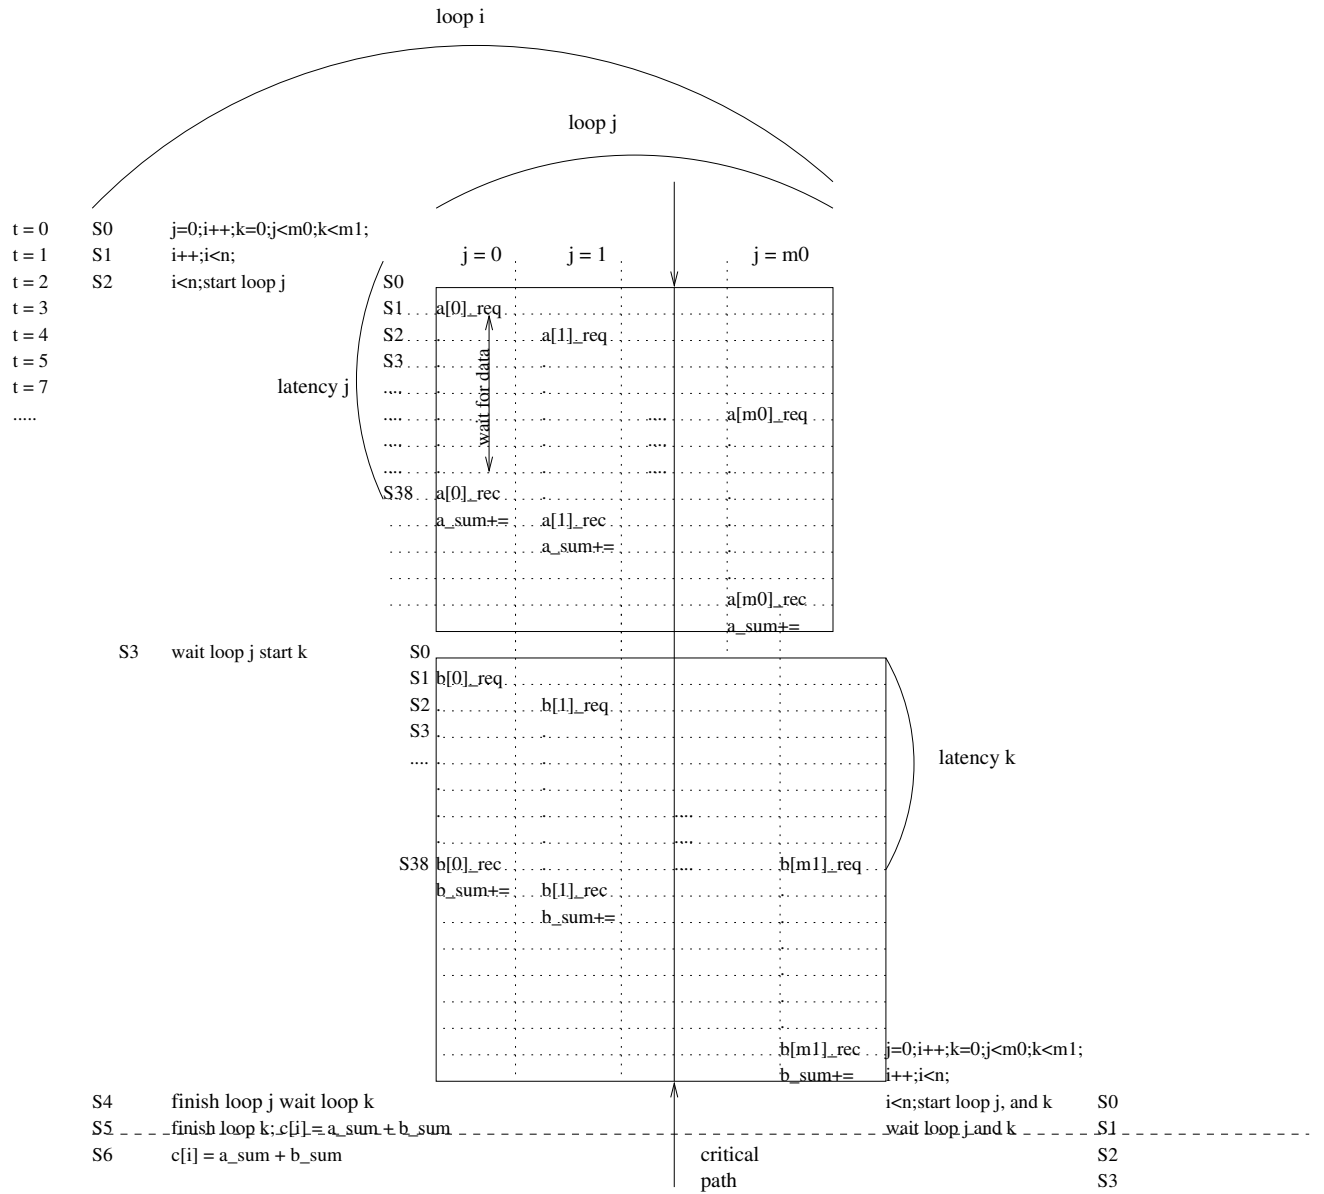 loop i
loop j
t = 0 S0 j=0;i++;k=0;j<m0;k<m1;
t = 1 S1 i++;i<n; j = 0 j = 1 j = m0
t = 2 S2 i<n;start loop j S0
t = 3 S1 a[0]_req
t = 4 S2 a[1]_req
t = 5 S3
t = 7 latency j ....
wait for data
..... .... .... a[m0]_req
.... ....
.... ....
S38 a[0]_rec
a_sum+= a[1]_rec
a_sum+=
a[m0]_rec
a_sum+=
S3 wait loop j start k S0
S1 b[0]_req
S2 b[1]_req
S3
.... latency k
....
....
S38 b[0]_rec .... b[m1]_req
b_sum+= b[1]_rec
b_sum+=
b[m1]_rec j=0;i++;k=0;j<m0;k<m1;
b_sum+= i++;i<n;
S4 finish loop j wait loop k i<n;start loop j, and k S0
S5 finish loop k; c[i] = a_sum + b_sum wait loop j and k S1
S6 c[i] = a_sum + b_sum critical S2
path S3